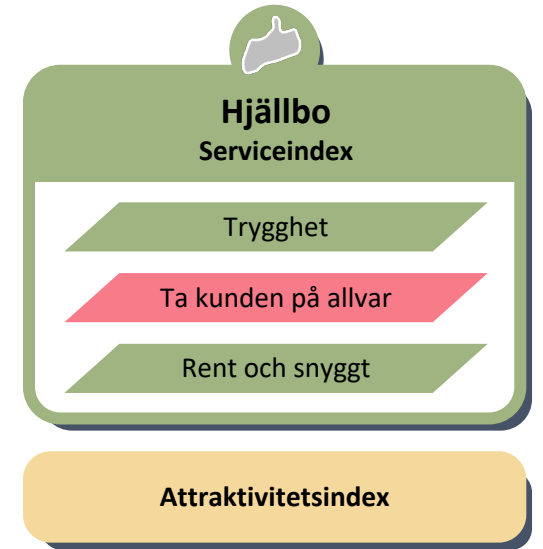 Hjällbo
Serviceindex
Trygghet
Ta kunden på allvar
Rent och snyggt
Attraktivitetsindex